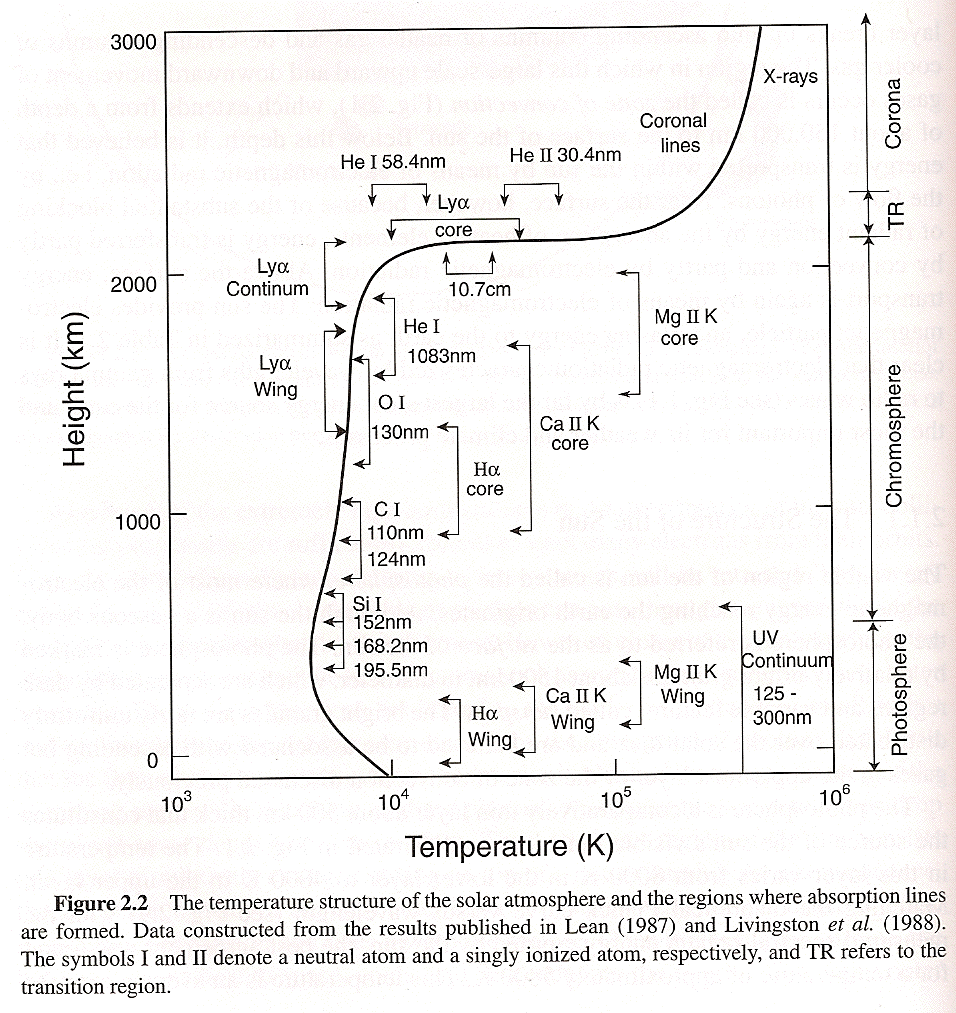 3000
X-rays
Coronal
lines
Corona
He I 58.4nm
He II 30.4nm
Lyα
core
TR
Lyα
Continum
2000
10.7cm
He I
1083nm
Mg II K
core
Lyα
Wing
O I
130nm
Ca II K
core
Hα
core
Height (km)
Chromosphere
1000
C I
110nm
124nm
Si I
152nm
168.2nm
195.5nm
UV
Continuum
125 -
300nm
Mg II K
Wing
Ca II K
Wing
Hα
Wing
Photosphere
0
10³
10⁴
10⁵
10⁶
Temperature (K)
Figure 2.2 The temperature structure of the solar atmosphere and the regions where absorption lines
are formed. Data constructed from the results published in Lean (1987) and Livingston et al. (1988).
The symbols I and II denote a neutral atom and a singly ionized atom, respectively, and TR refers to the
transition region.